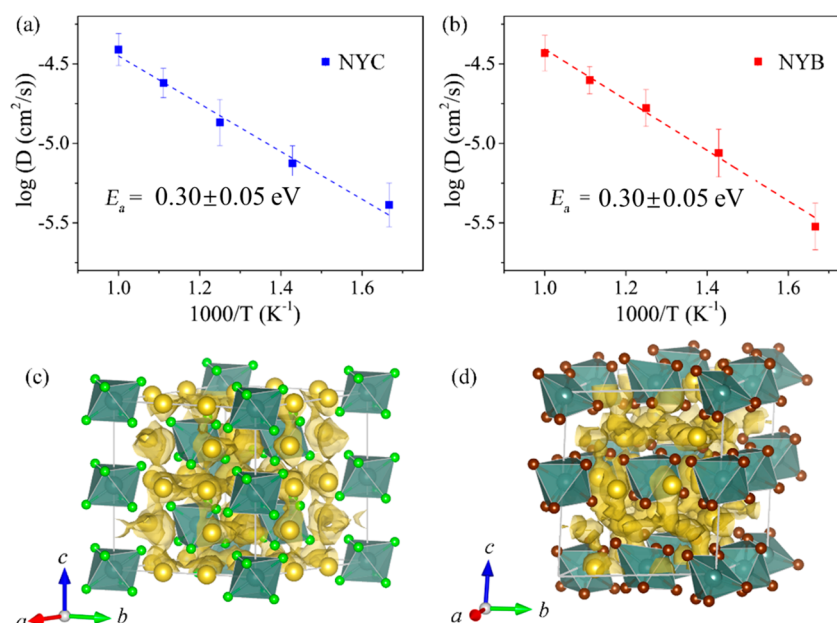 (a)
NYC
log (D (cm²/s))
-4.5
-5.0
-5.5
Eₐ = 0.30±0.05 eV
1.0 1.2 1.4 1.6
1000/T (K⁻¹)
(b)
NYB
log (D (cm²/s))
-4.5
-5.0
-5.5
Eₐ = 0.30±0.05 eV
1.0 1.2 1.4 1.6
1000/T (K⁻¹)
(c)
c
a
b
(d)
c
a
b